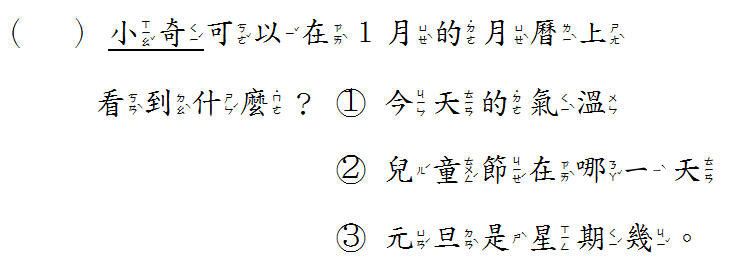 (　　) 小奇可以在1月的月曆上
看到什麼？① 今天的氣溫
② 兒童節在哪一天
③ 元旦是星期幾。